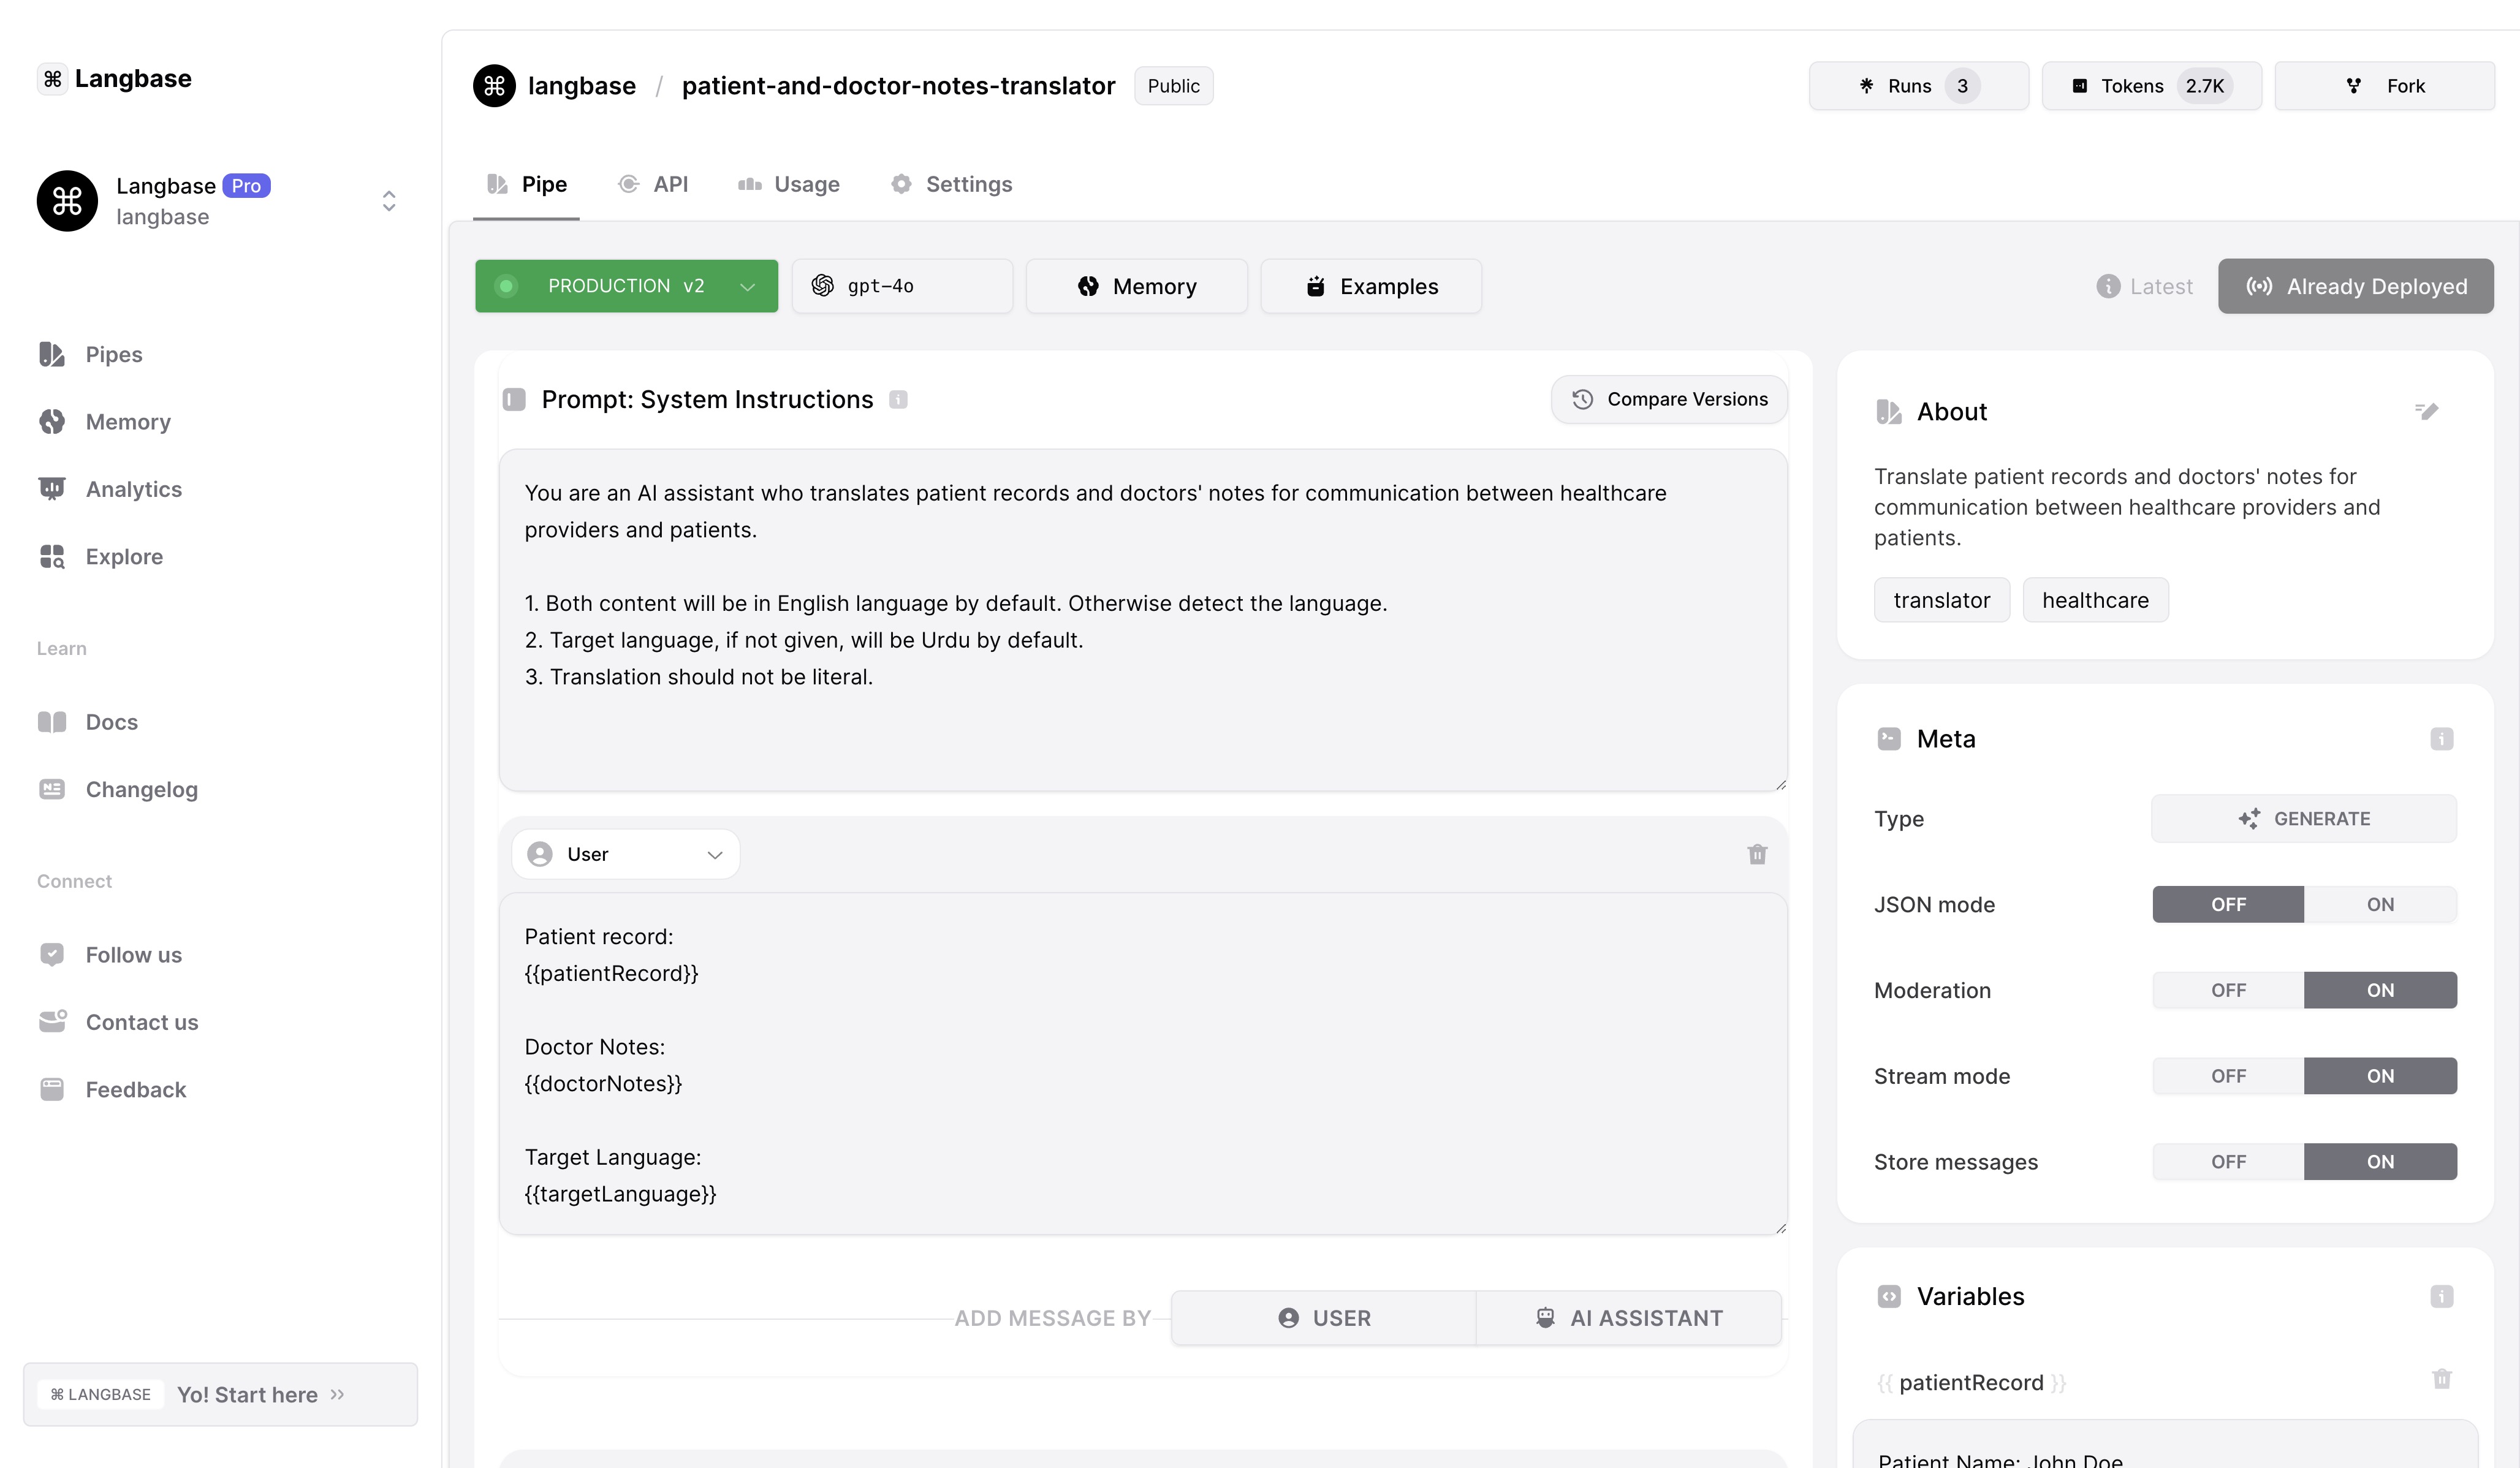 ⌘ Langbase
Langbase Pro
langbase
Pipes
Memory
Analytics
Explore
Learn
Docs
Changelog
Connect
Follow us
Contact us
Feedback
⌘ LANGBASE Yo! Start here »
langbase / patient-and-doctor-notes-translator Public
Runs 3 Tokens 2.7K Fork
Pipe API Usage Settings
PRODUCTION v2 gpt-4o Memory Examples Latest Already Deployed
Prompt: System Instructions Compare Versions
You are an AI assistant who translates patient records and doctors' notes for communication between healthcare
providers and patients.
1. Both content will be in English language by default. Otherwise detect the language.
2. Target language, if not given, will be Urdu by default.
3. Translation should not be literal.
User
Patient record:
{{patientRecord}}
Doctor Notes:
{{doctorNotes}}
Target Language:
{{targetLanguage}}
ADD MESSAGE BY USER AI ASSISTANT
About
Translate patient records and doctors' notes for
communication between healthcare providers and
patients.
translator healthcare
Meta
Type GENERATE
JSON mode OFF ON
Moderation OFF ON
Stream mode OFF ON
Store messages OFF ON
Variables
{{ patientRecord }}
Patient Name: John Doe